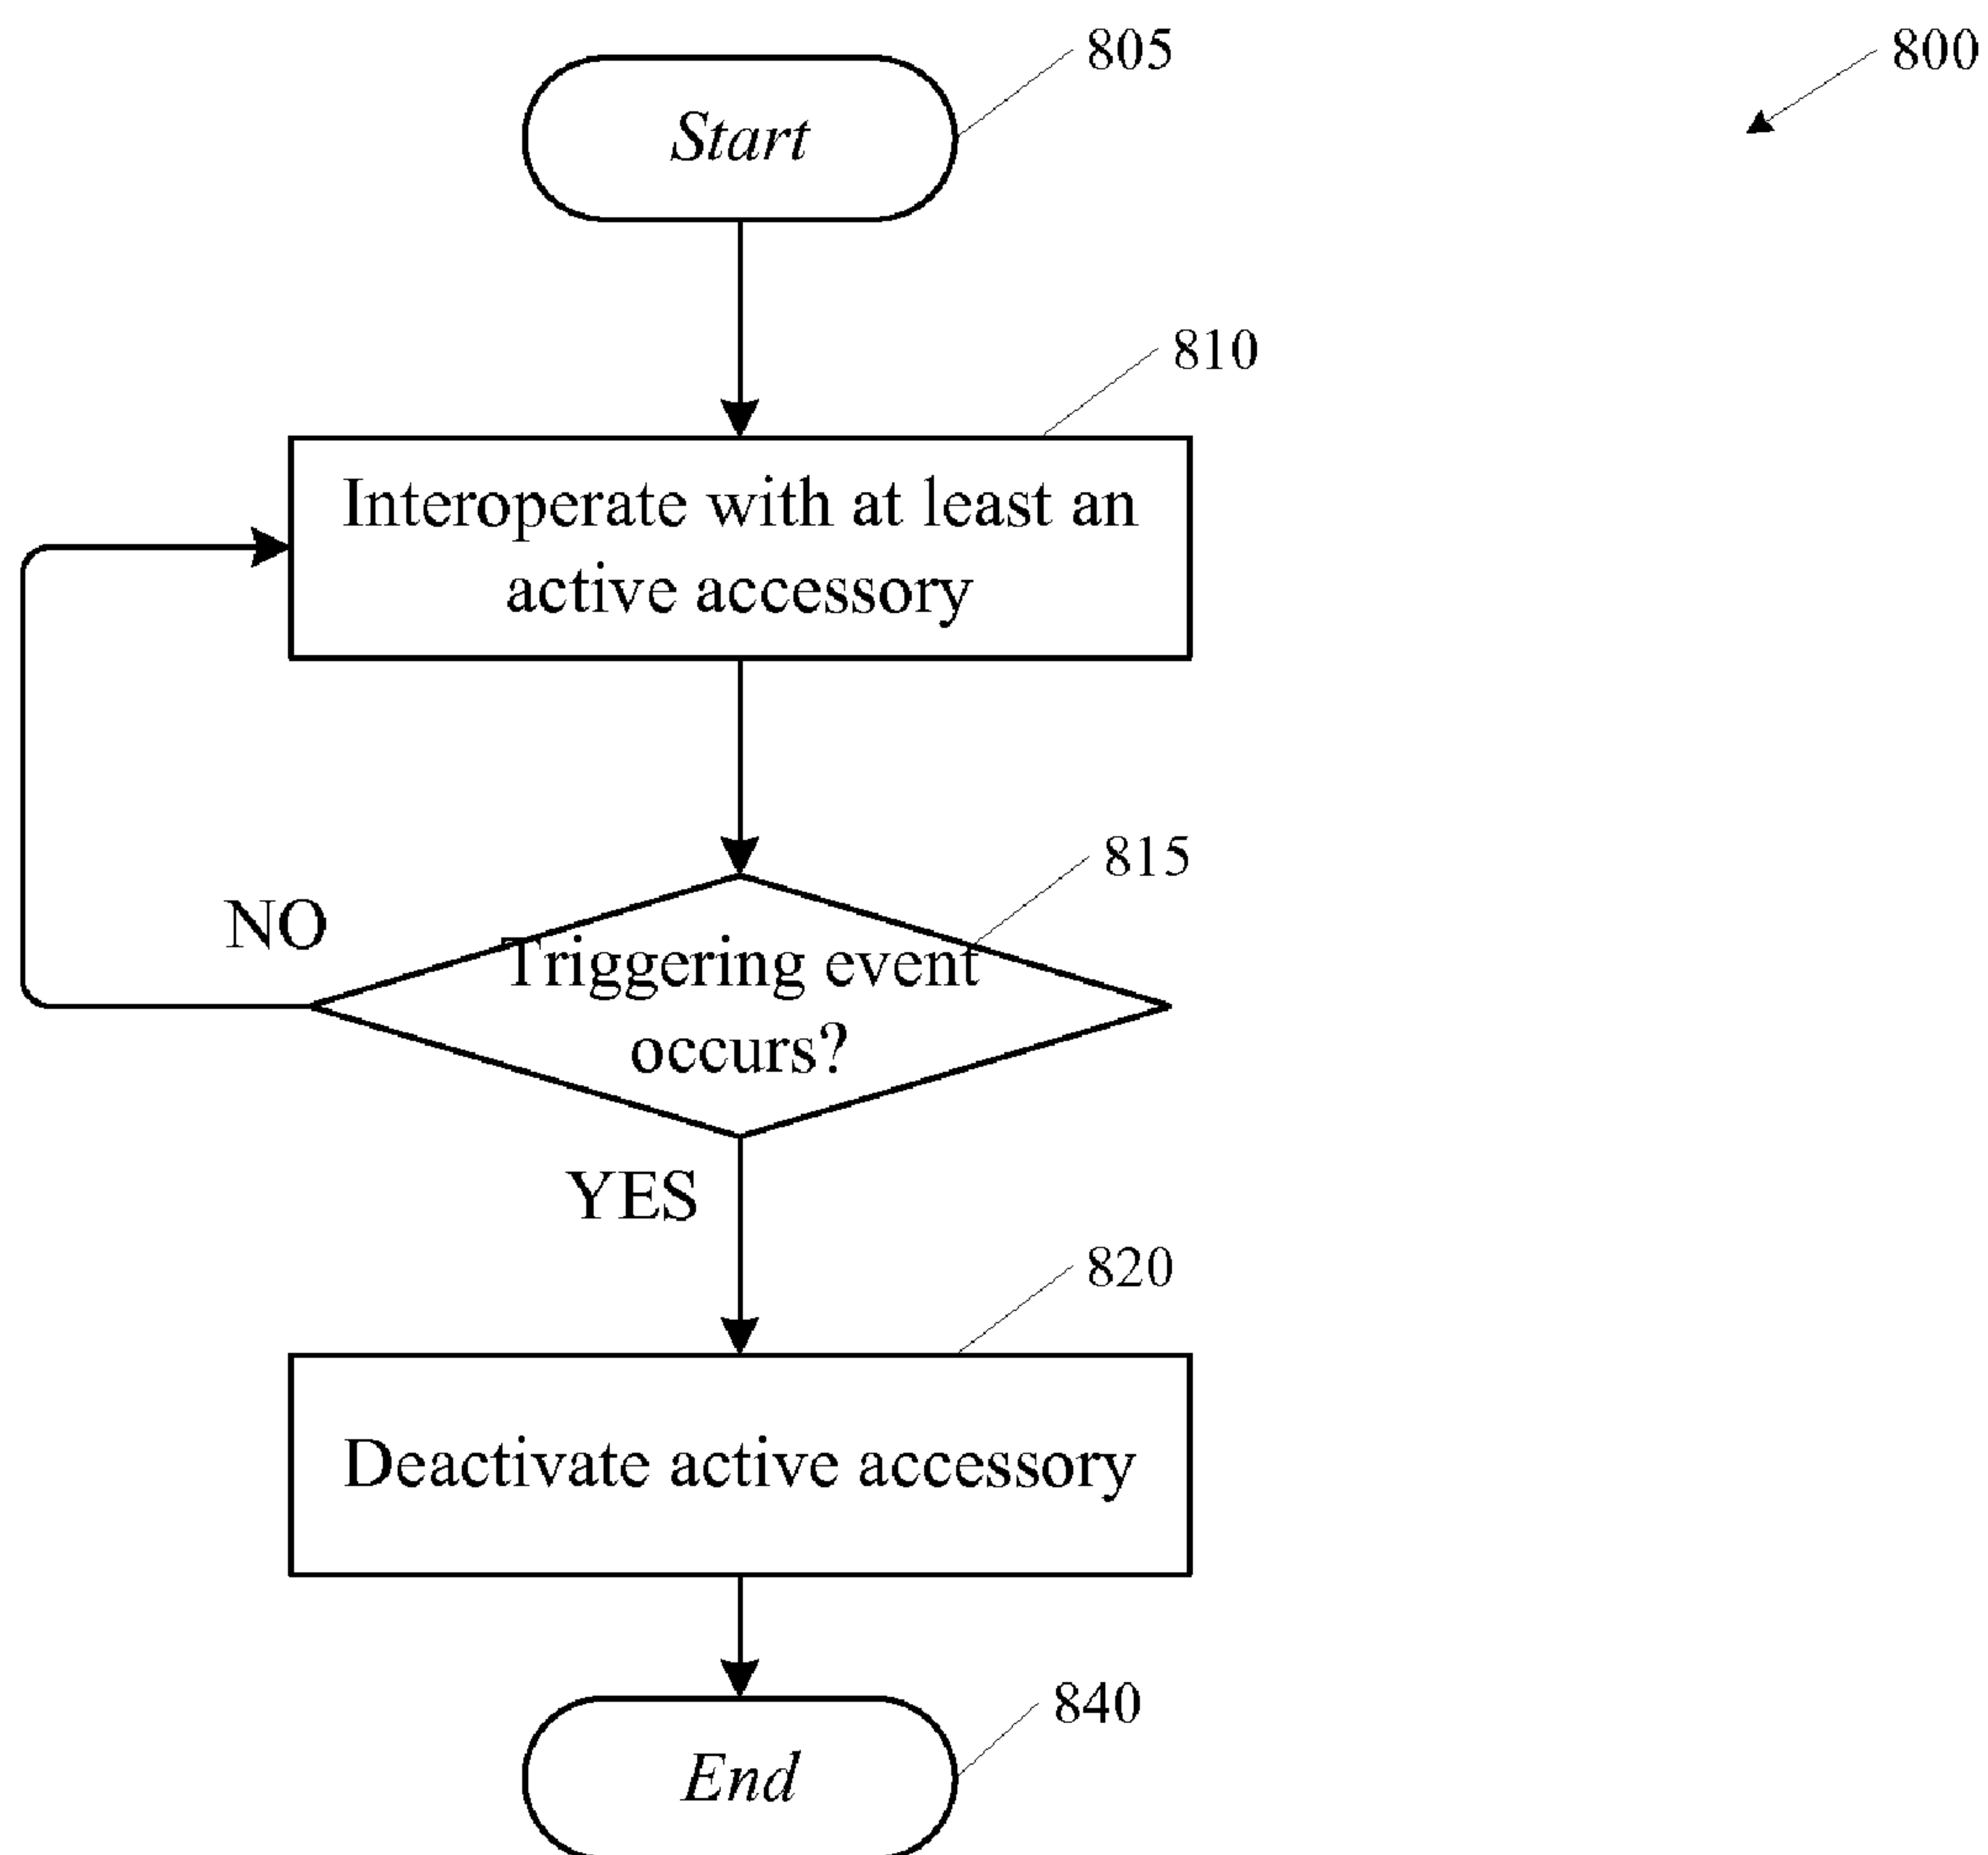 805
800
Start
810
Interoperate with at least an
active accessory
815
NO
Triggering event
occurs?
YES
820
Deactivate active accessory
840
End